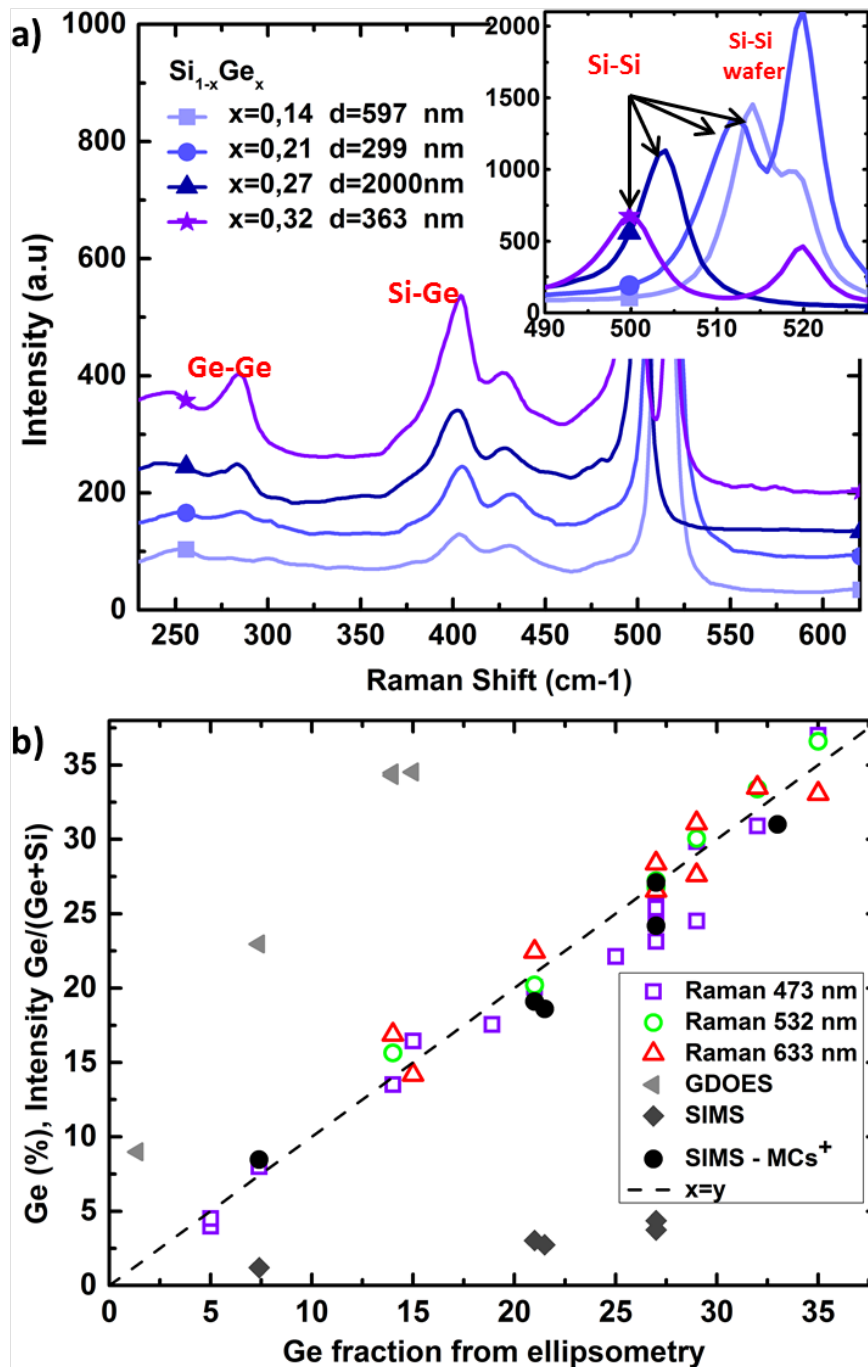 a)
1000
800
600
400
200
0
Intensity (a.u)
Si1-xGex
x=0,14 d=597 nm
x=0,21 d=299 nm
x=0,27 d=2000nm
x=0,32 d=363 nm
Ge-Ge
Si-Ge
2000
1500
1000
500
0
Si-Si
Si-Si
wafer
490 500 510 520
250 300 350 400 450 500 550 600
Raman Shift (cm-1)
b)
35
30
25
20
15
10
5
0
Ge (%), Intensity Ge/(Ge+Si)
Raman 473 nm
Raman 532 nm
Raman 633 nm
GDOES
SIMS
SIMS - MCs+
x=y
0 5 10 15 20 25 30 35
Ge fraction from ellipsometry